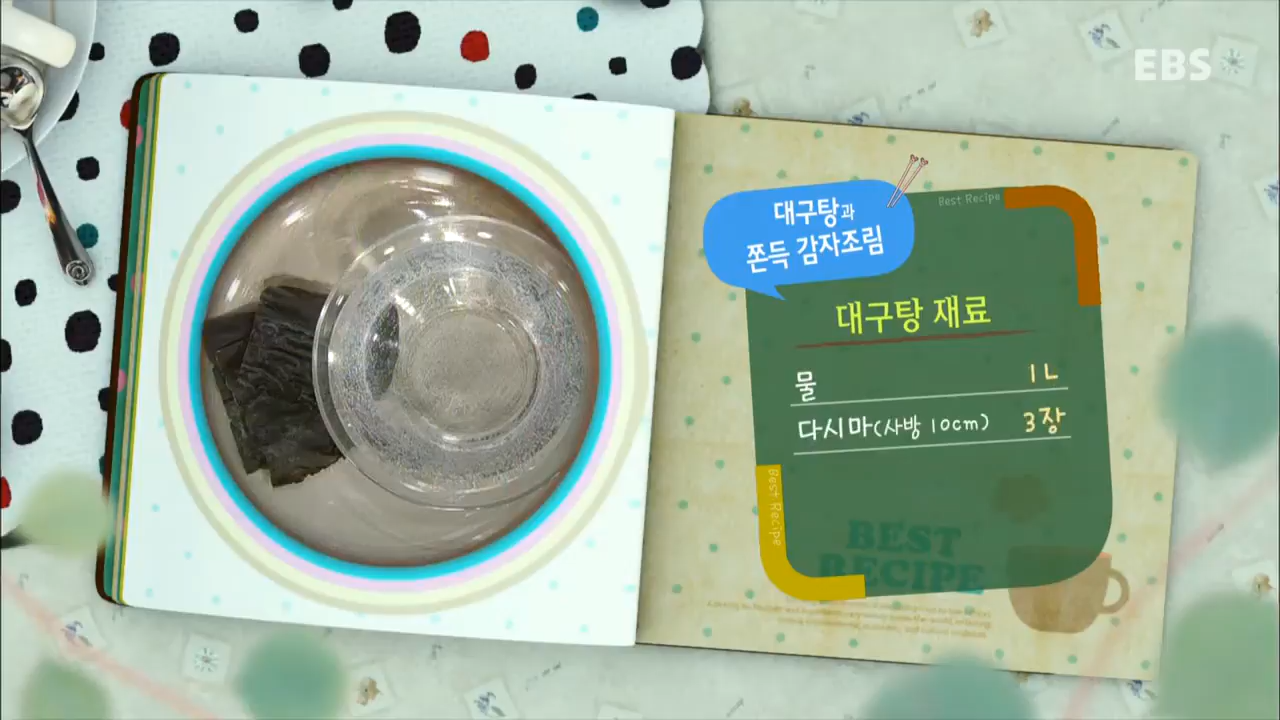 EBS
Best Recipe
대구탕과
쫀득 감자조림
대구탕 재료
물 1L
다시마(사방 10cm) 3장
Best Recipe
BEST
RECIPE